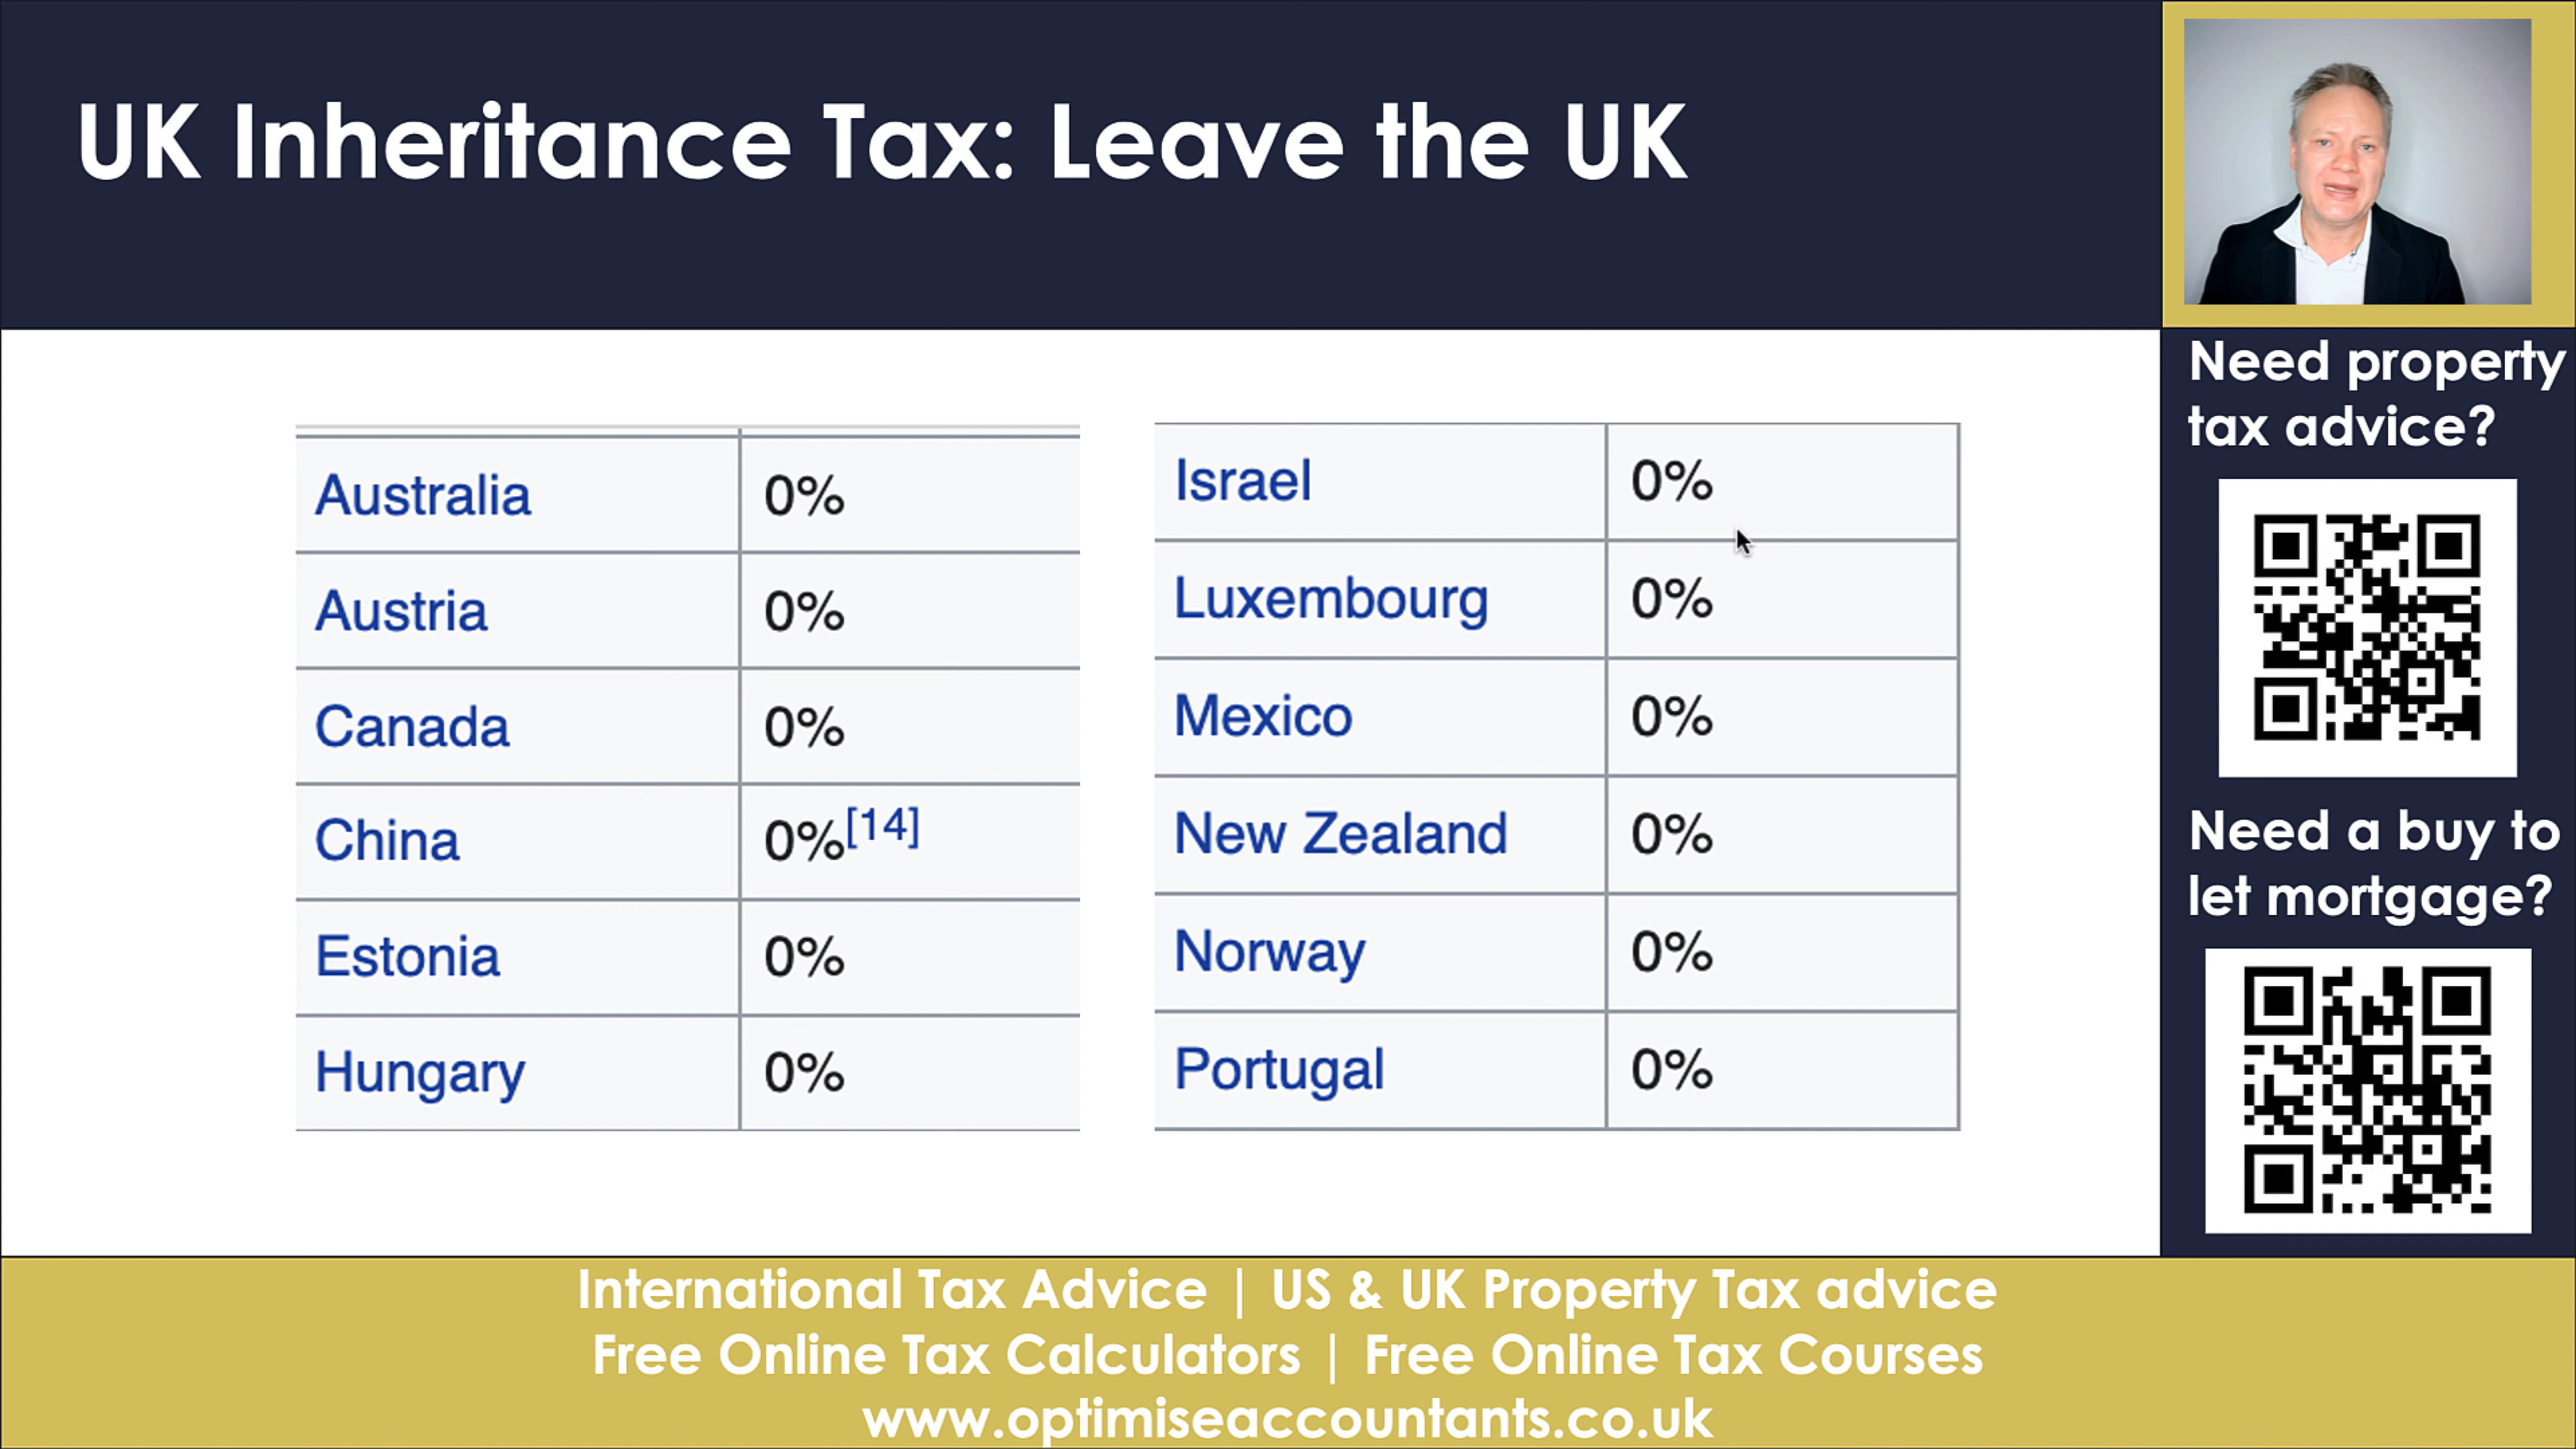 UK Inheritance Tax: Leave the UK
Australia 0%
Austria 0%
Canada 0%
China 0%[14]
Estonia 0%
Hungary 0%
Israel 0%
Luxembourg 0%
Mexico 0%
New Zealand 0%
Norway 0%
Portugal 0%
Need property
tax advice?
Need a buy to
let mortgage?
International Tax Advice | US & UK Property Tax advice
Free Online Tax Calculators | Free Online Tax Courses
www.optimiseaccountants.co.uk